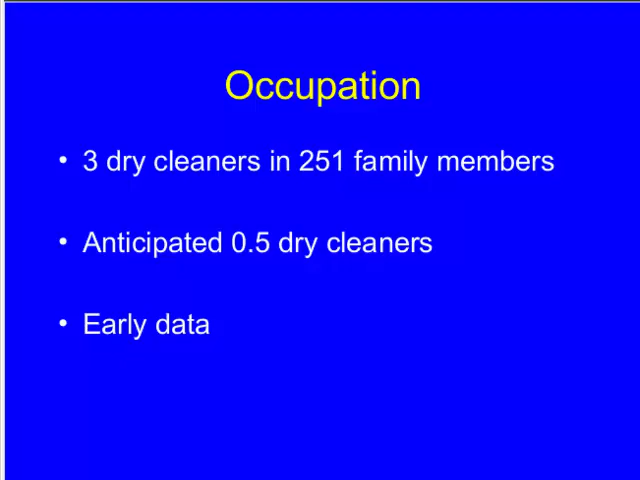 Occupation
• 3 dry cleaners in 251 family members
• Anticipated 0.5 dry cleaners
• Early data